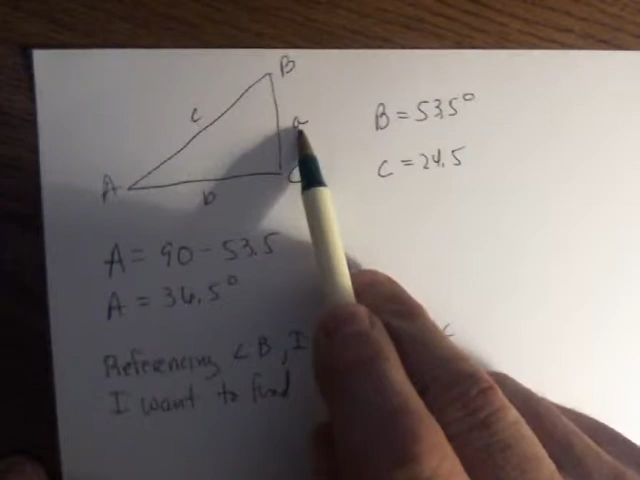 B
c
a
B = 53.5°
A
b
C
c = 24.5
A = 90 - 53.5
A = 36.5°
Referencing ∠B, I
I want to find